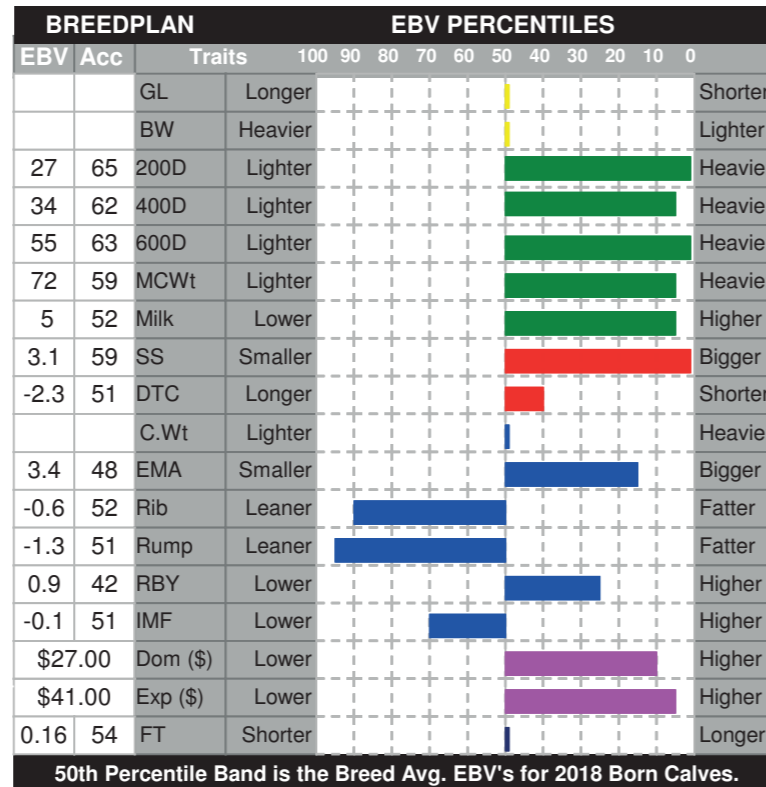 BREEDPLAN EBV PERCENTILES
EBV Acc Traits 100 90 80 70 60 50 40 30 20 10 0
GL Longer Shorter
BW Heavier Lighter
27 65 200D Lighter Heavie
34 62 400D Lighter Heavie
55 63 600D Lighter Heavie
72 59 MCWt Lighter Heavie
5 52 Milk Lower Higher
3.1 59 SS Smaller Bigger
-2.3 51 DTC Longer Shorter
C.Wt Lighter Heavie
3.4 48 EMA Smaller Bigger
-0.6 52 Rib Leaner Fatter
-1.3 51 Rump Leaner Fatter
0.9 42 RBY Lower Higher
-0.1 51 IMF Lower Higher
$27.00 Dom ($) Lower Higher
$41.00 Exp ($) Lower Higher
0.16 54 FT Shorter Longer
50th Percentile Band is the Breed Avg. EBV's for 2018 Born Calves.